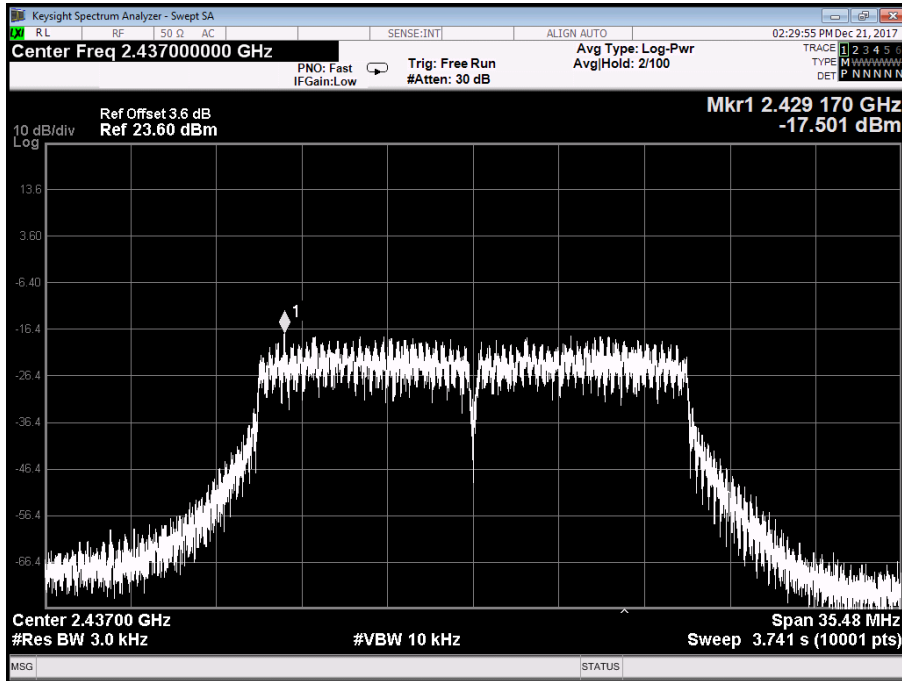 Keysight Spectrum Analyzer - Swept SA
LXI RL RF 50 Ω AC SENSE:INT ALIGN AUTO 02:29:55 PM Dec 21, 2017
Center Freq 2.437000000 GHz
PNO: Fast
IFGain:Low
Trig: Free Run
#Atten: 30 dB
Avg Type: Log-Pwr
Avg|Hold: 2/100
TRACE 1 2 3 4 5 6
TYPE M WWWWW
DET P N N N N N
Ref Offset 3.6 dB
10 dB/div Ref 23.60 dBm
Log
Mkr1 2.429 170 GHz
-17.501 dBm
13.6
3.60
-6.40
1
-16.4
-26.4
-36.4
-46.4
-56.4
-66.4
Center 2.43700 GHz Span 35.48 MHz
#Res BW 3.0 kHz #VBW 10 kHz Sweep 3.741 s (10001 pts)
MSG STATUS